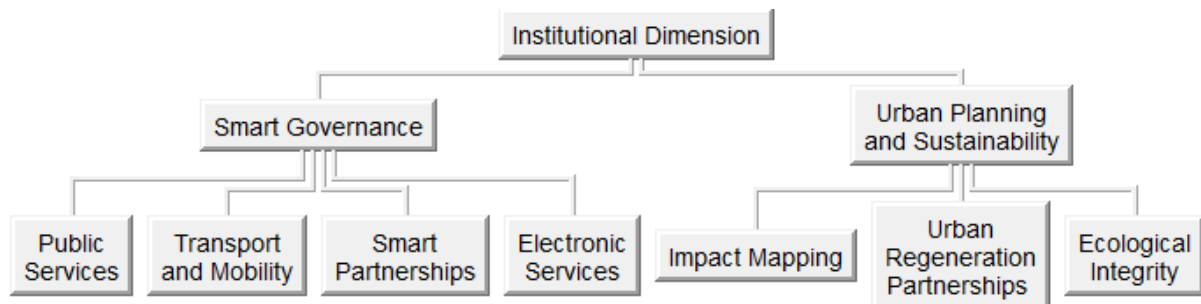 Institutional Dimension
Smart Governance
Urban Planning
and Sustainability
Public
Services
Transport
and Mobility
Smart
Partnerships
Electronic
Services
Impact Mapping
Urban
Regeneration
Partnerships
Ecological
Integrity